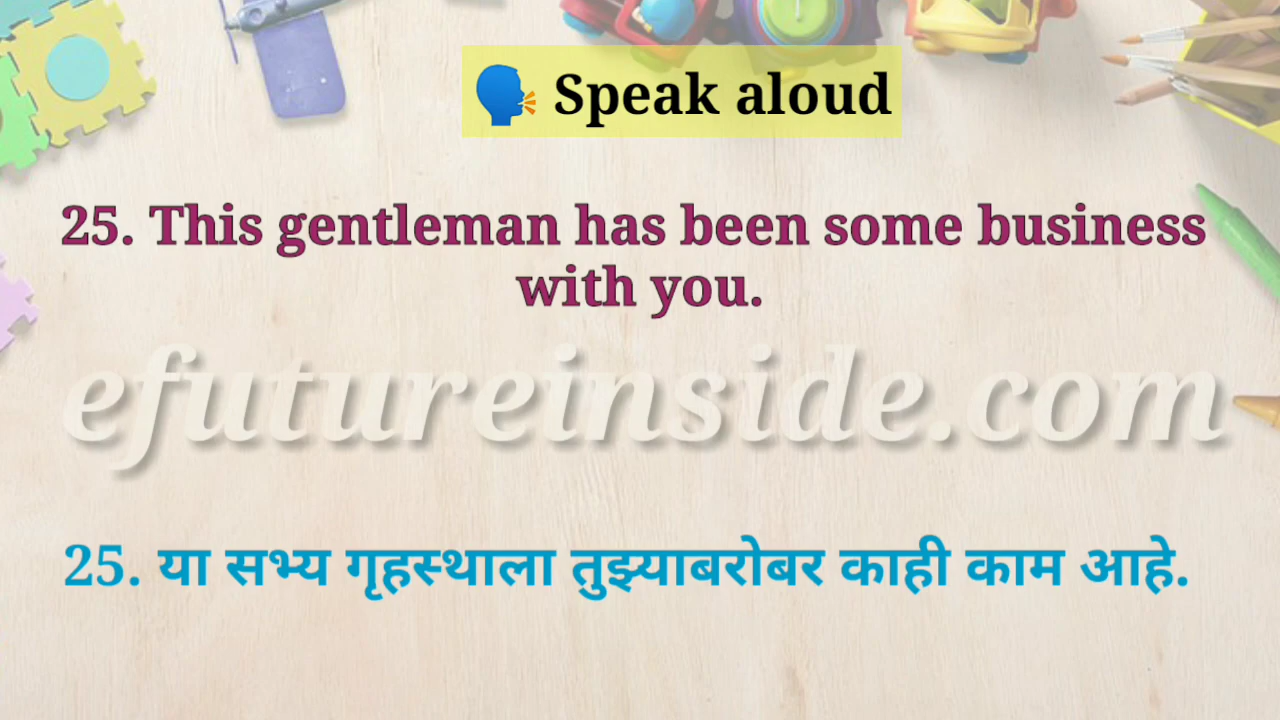 🗣️ Speak aloud
25. This gentleman has been some business
with you.
efutureinside.com
25. या सभ्य गृहस्थाला तुझ्याबरोबर काही काम आहे.